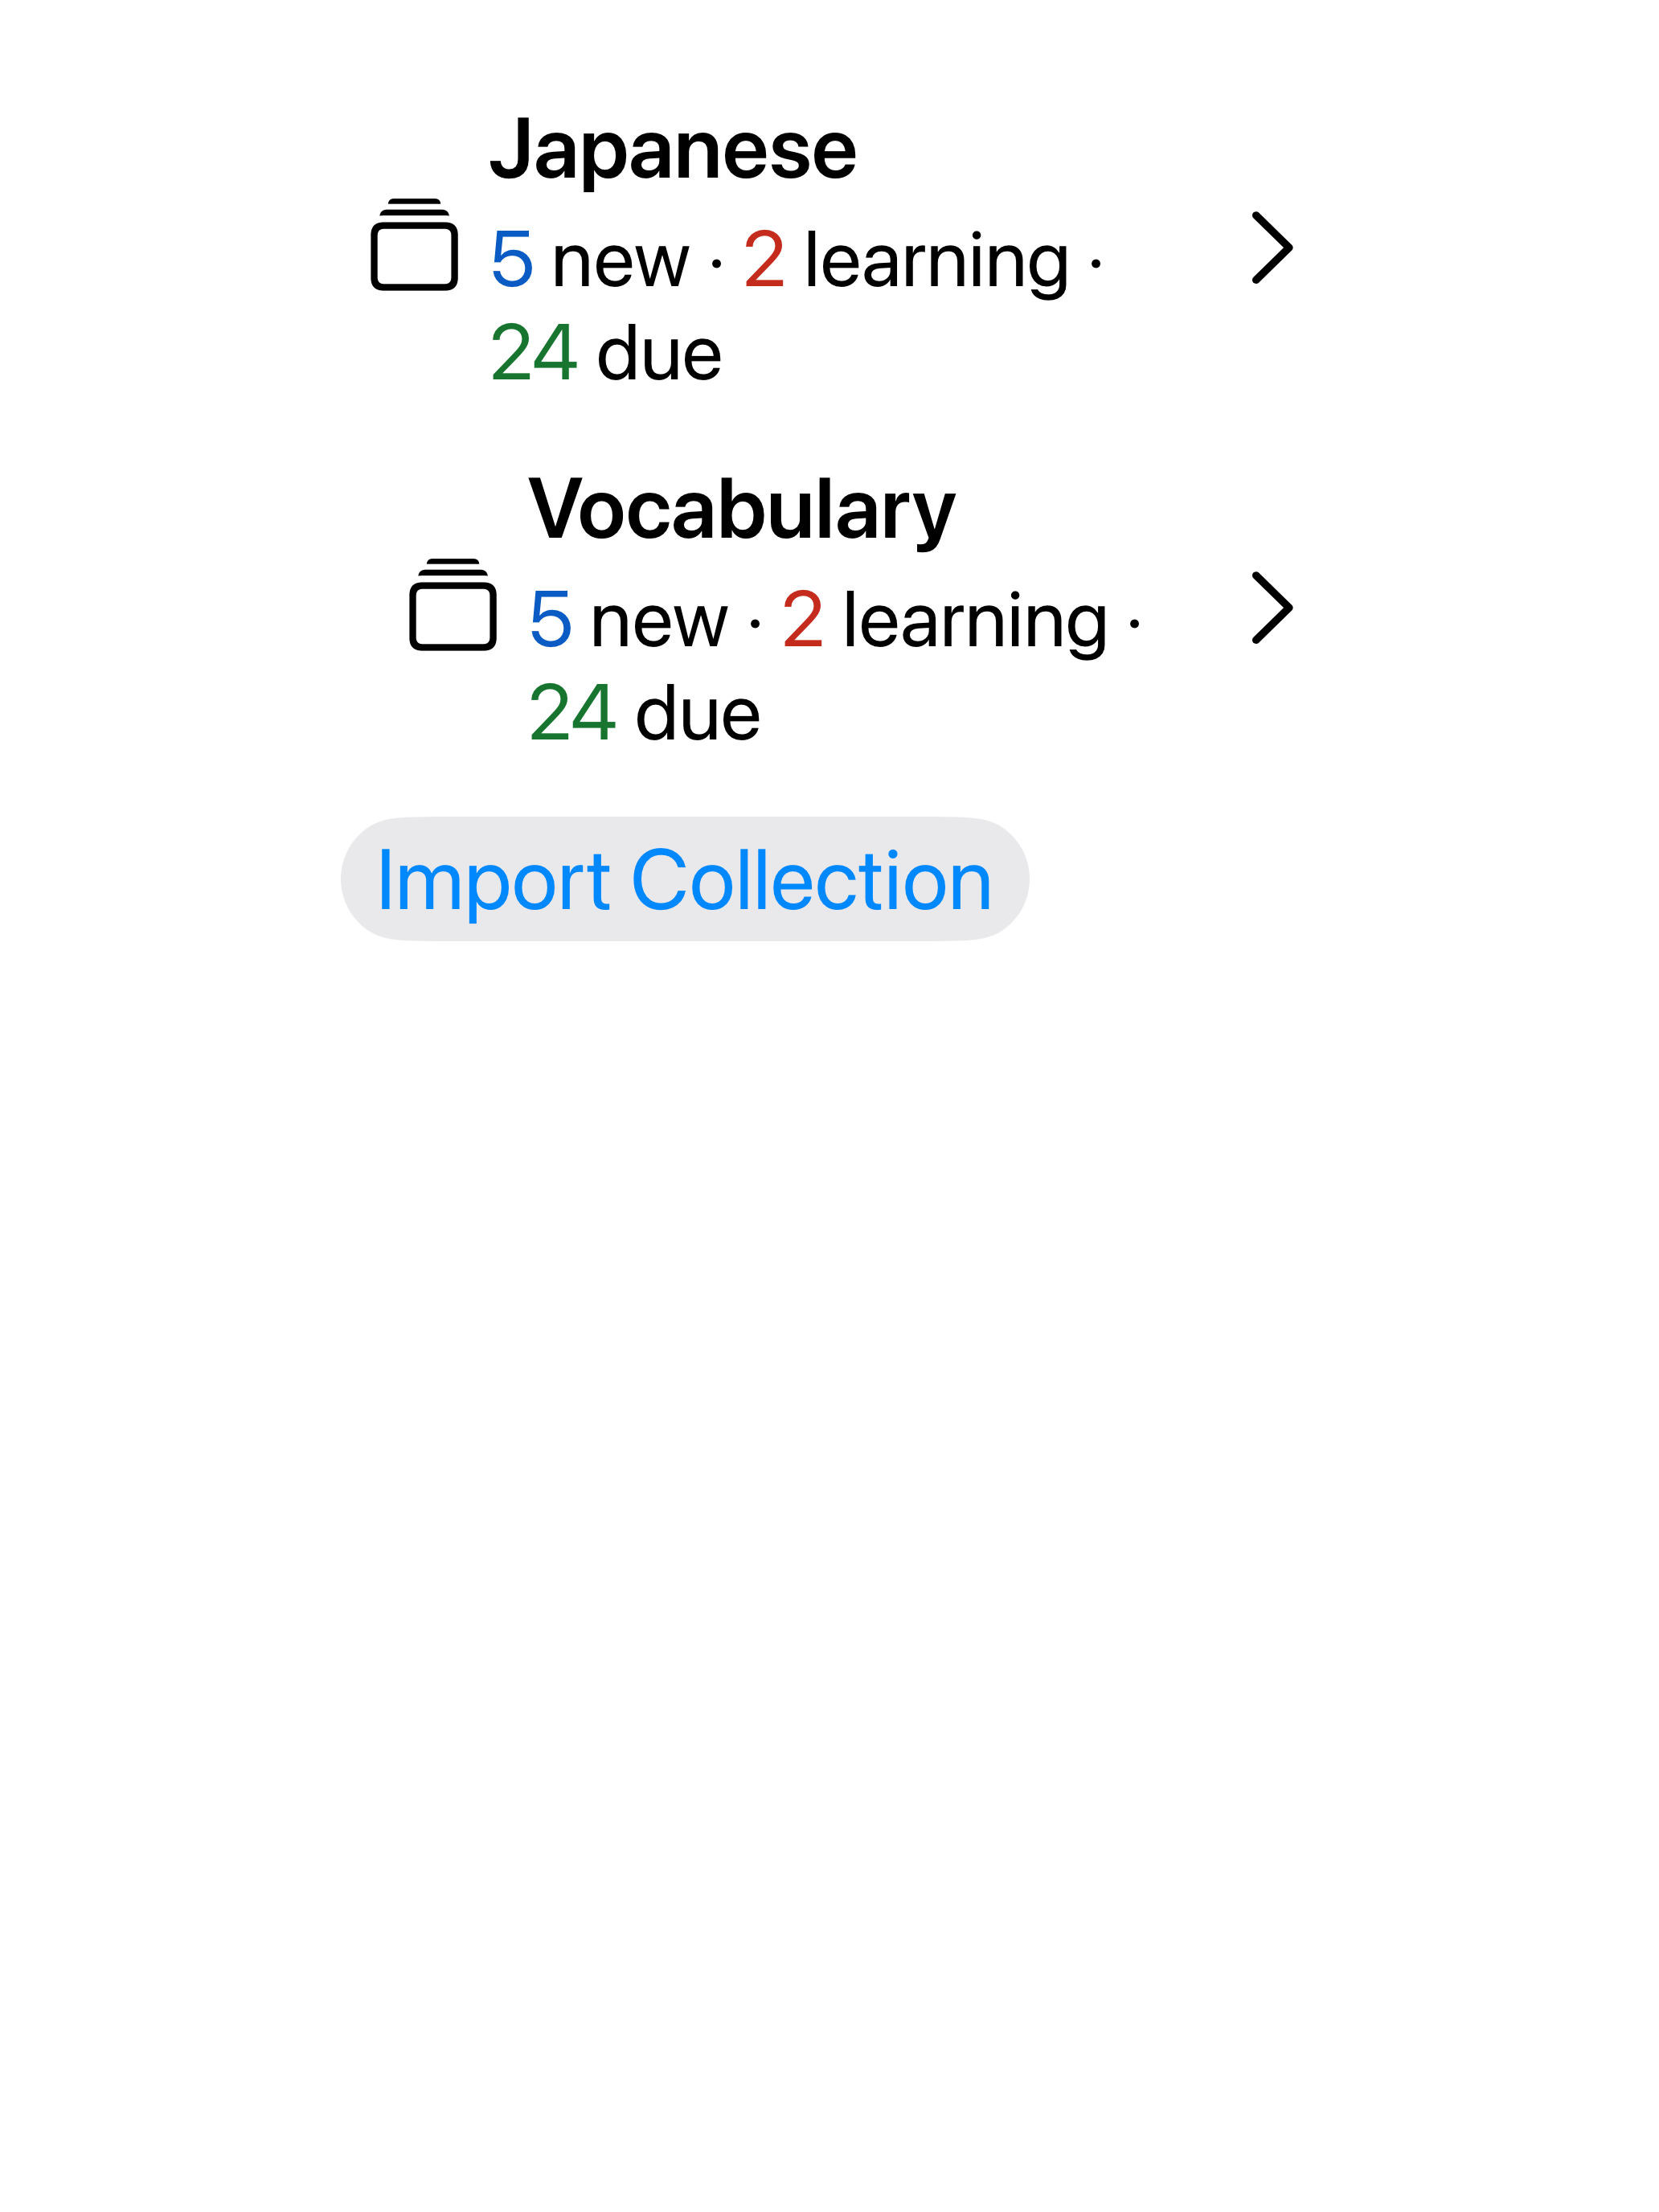 Japanese
5 new · 2 learning ·
24 due
Vocabulary
5 new · 2 learning ·
24 due
Import Collection